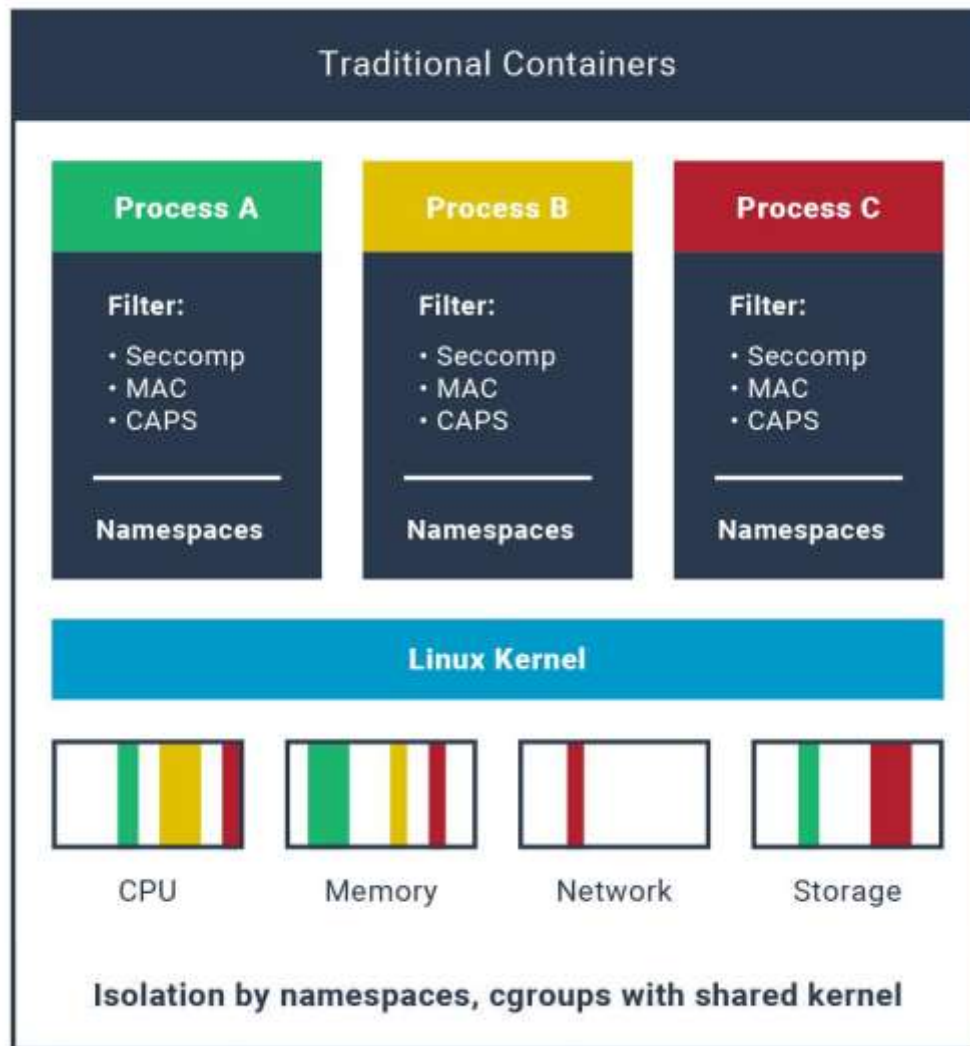 Traditional Containers
Process A
Filter:
• Seccomp
• MAC
• CAPS
Namespaces
Process B
Filter:
• Seccomp
• MAC
• CAPS
Namespaces
Process C
Filter:
• Seccomp
• MAC
• CAPS
Namespaces
Linux Kernel
CPU
Memory
Network
Storage
Isolation by namespaces, cgroups with shared kernel